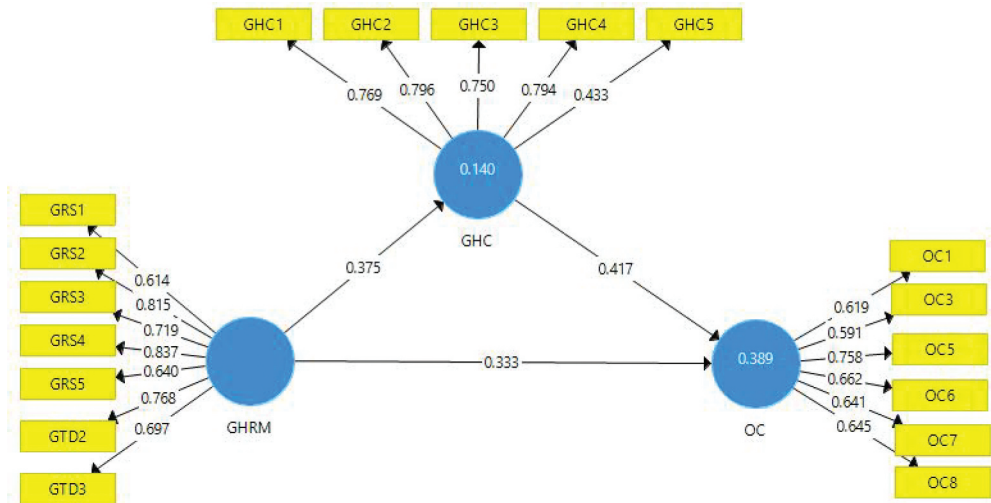 GHC1 GHC2 GHC3 GHC4 GHC5
0.769 0.796 0.750 0.794 0.433
0.140
GHC
GRS1
GRS2
GRS3
GRS4
GRS5
GTD2
GTD3
0.614
0.815
0.719
0.837
0.640
0.768
0.697
GHRM
0.375
0.417
0.333
0.389
OC
0.619
0.591
0.758
0.662
0.641
0.645
OC1
OC3
OC5
OC6
OC7
OC8